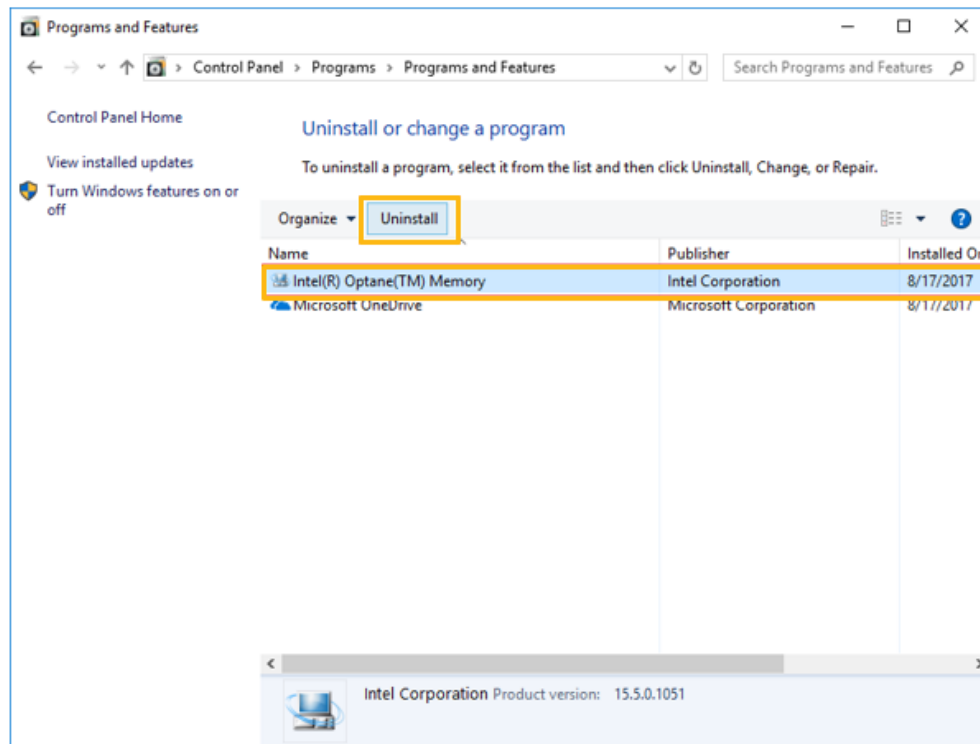 Programs and Features
Control Panel > Programs > Programs and Features
Search Programs and Features
Control Panel Home
View installed updates
Turn Windows features on or
off
Uninstall or change a program
To uninstall a program, select it from the list and then click Uninstall, Change, or Repair.
Organize Uninstall
Name Publisher Installed On
Intel(R) Optane(TM) Memory Intel Corporation 8/17/2017
Microsoft OneDrive Microsoft Corporation 8/17/2017
Intel Corporation Product version: 15.5.0.1051